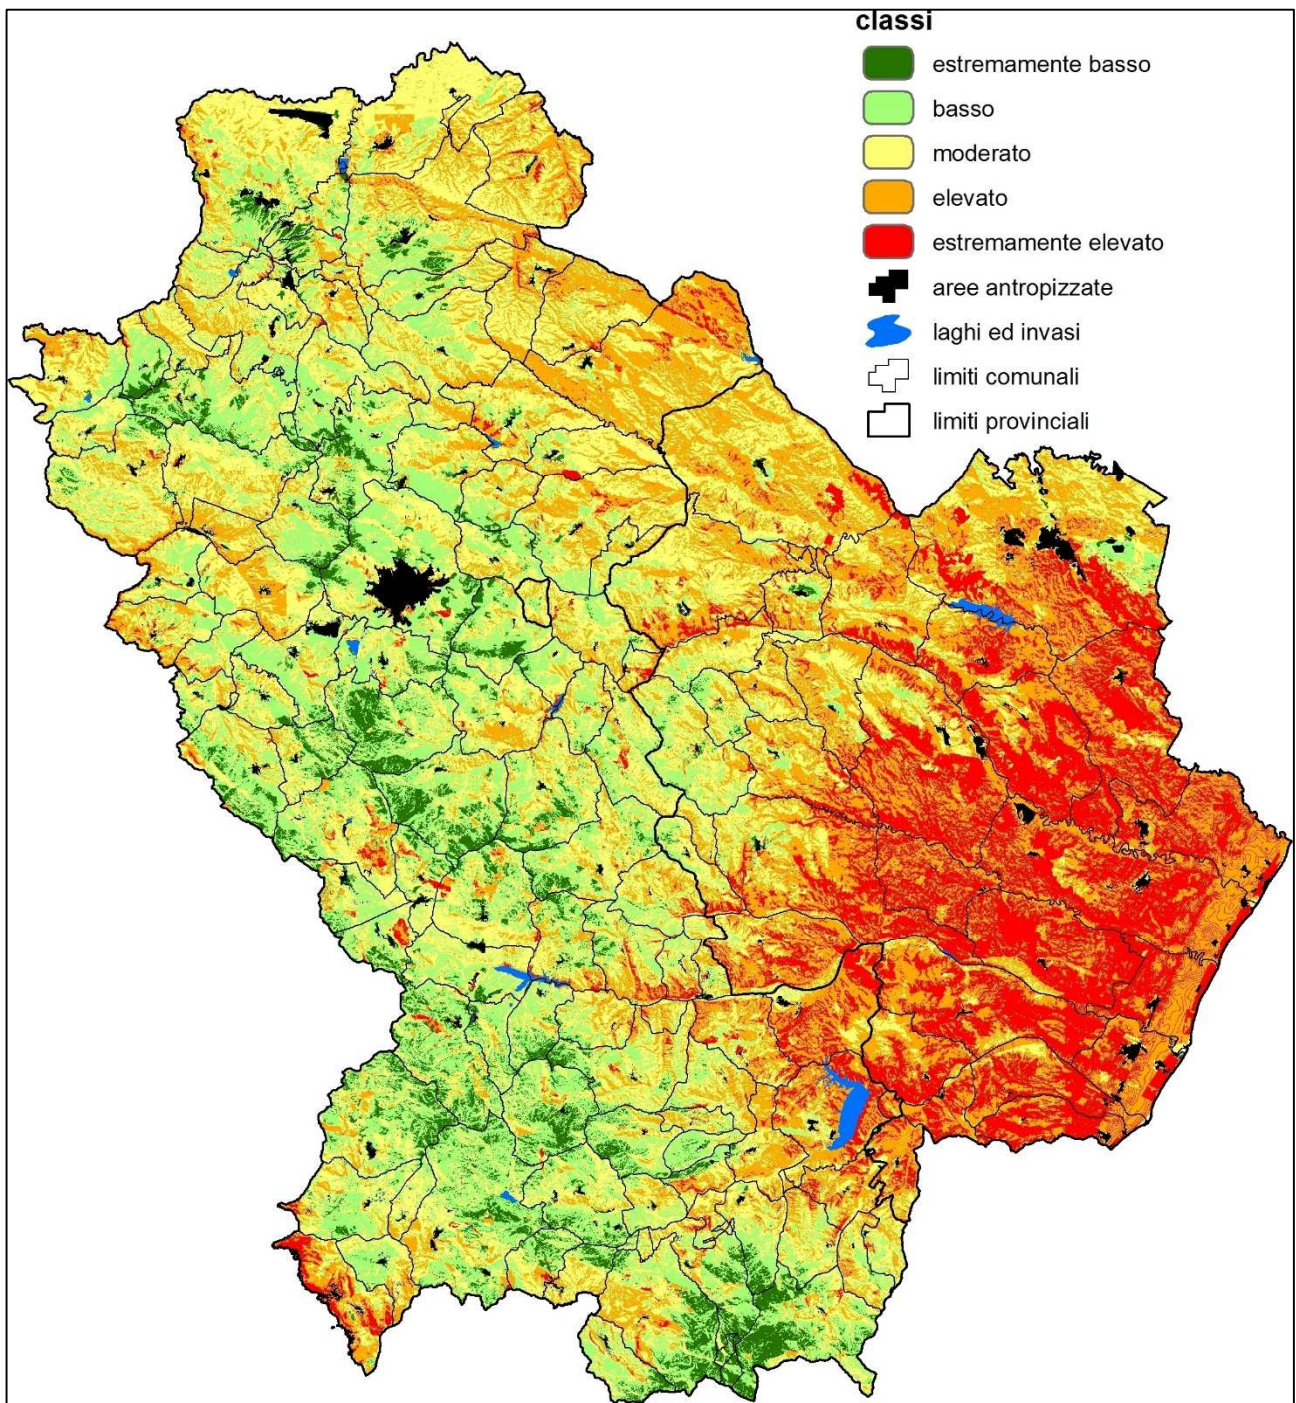 classi
estremamente basso
basso
moderato
elevato
estremamente elevato
aree antropizzate
laghi ed invasi
limiti comunali
limiti provinciali